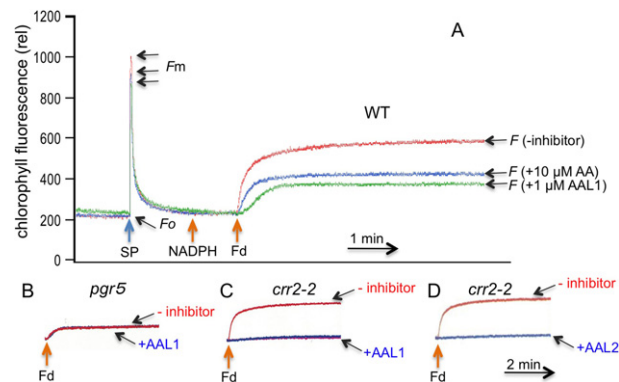 A
chlorophyll fluorescence (rel)
1200
1000
800
600
400
200
0
Fm
WT
F (-inhibitor)
F (+10 µM AA)
F (+1 µM AAL1)
Fo
SP
NADPH
Fd
1 min
B
pgr5
- inhibitor
+AAL1
Fd
C
crr2-2
- inhibitor
+AAL1
Fd
D
crr2-2
- inhibitor
+AAL2
Fd
2 min